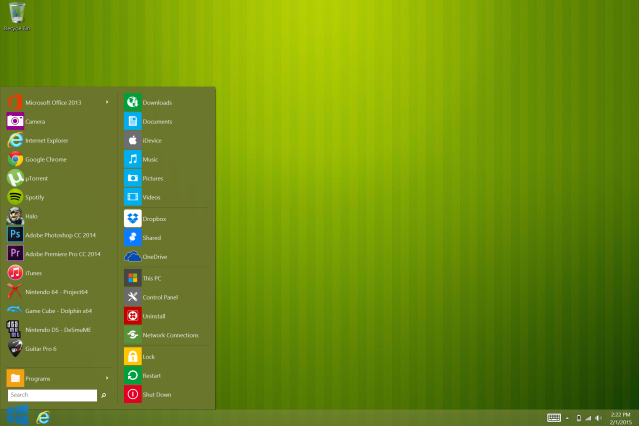 Recycle Bin
Microsoft Office 2013
Camera
Internet Explorer
Google Chrome
µTorrent
Spotify
Halo
Adobe Photoshop CC 2014
Adobe Premiere Pro CC 2014
iTunes
Nintendo 64 - Project64
Game Cube - Dolphin x64
Nintendo DS - DeSmuME
Guitar Pro 6
Programs
Search
Downloads
Documents
iDevice
Music
Pictures
Videos
Dropbox
Shared
OneDrive
This PC
Control Panel
Uninstall
Network Connections
Lock
Restart
Shut Down
Ps
Pr
2:22 PM
2/1/2015